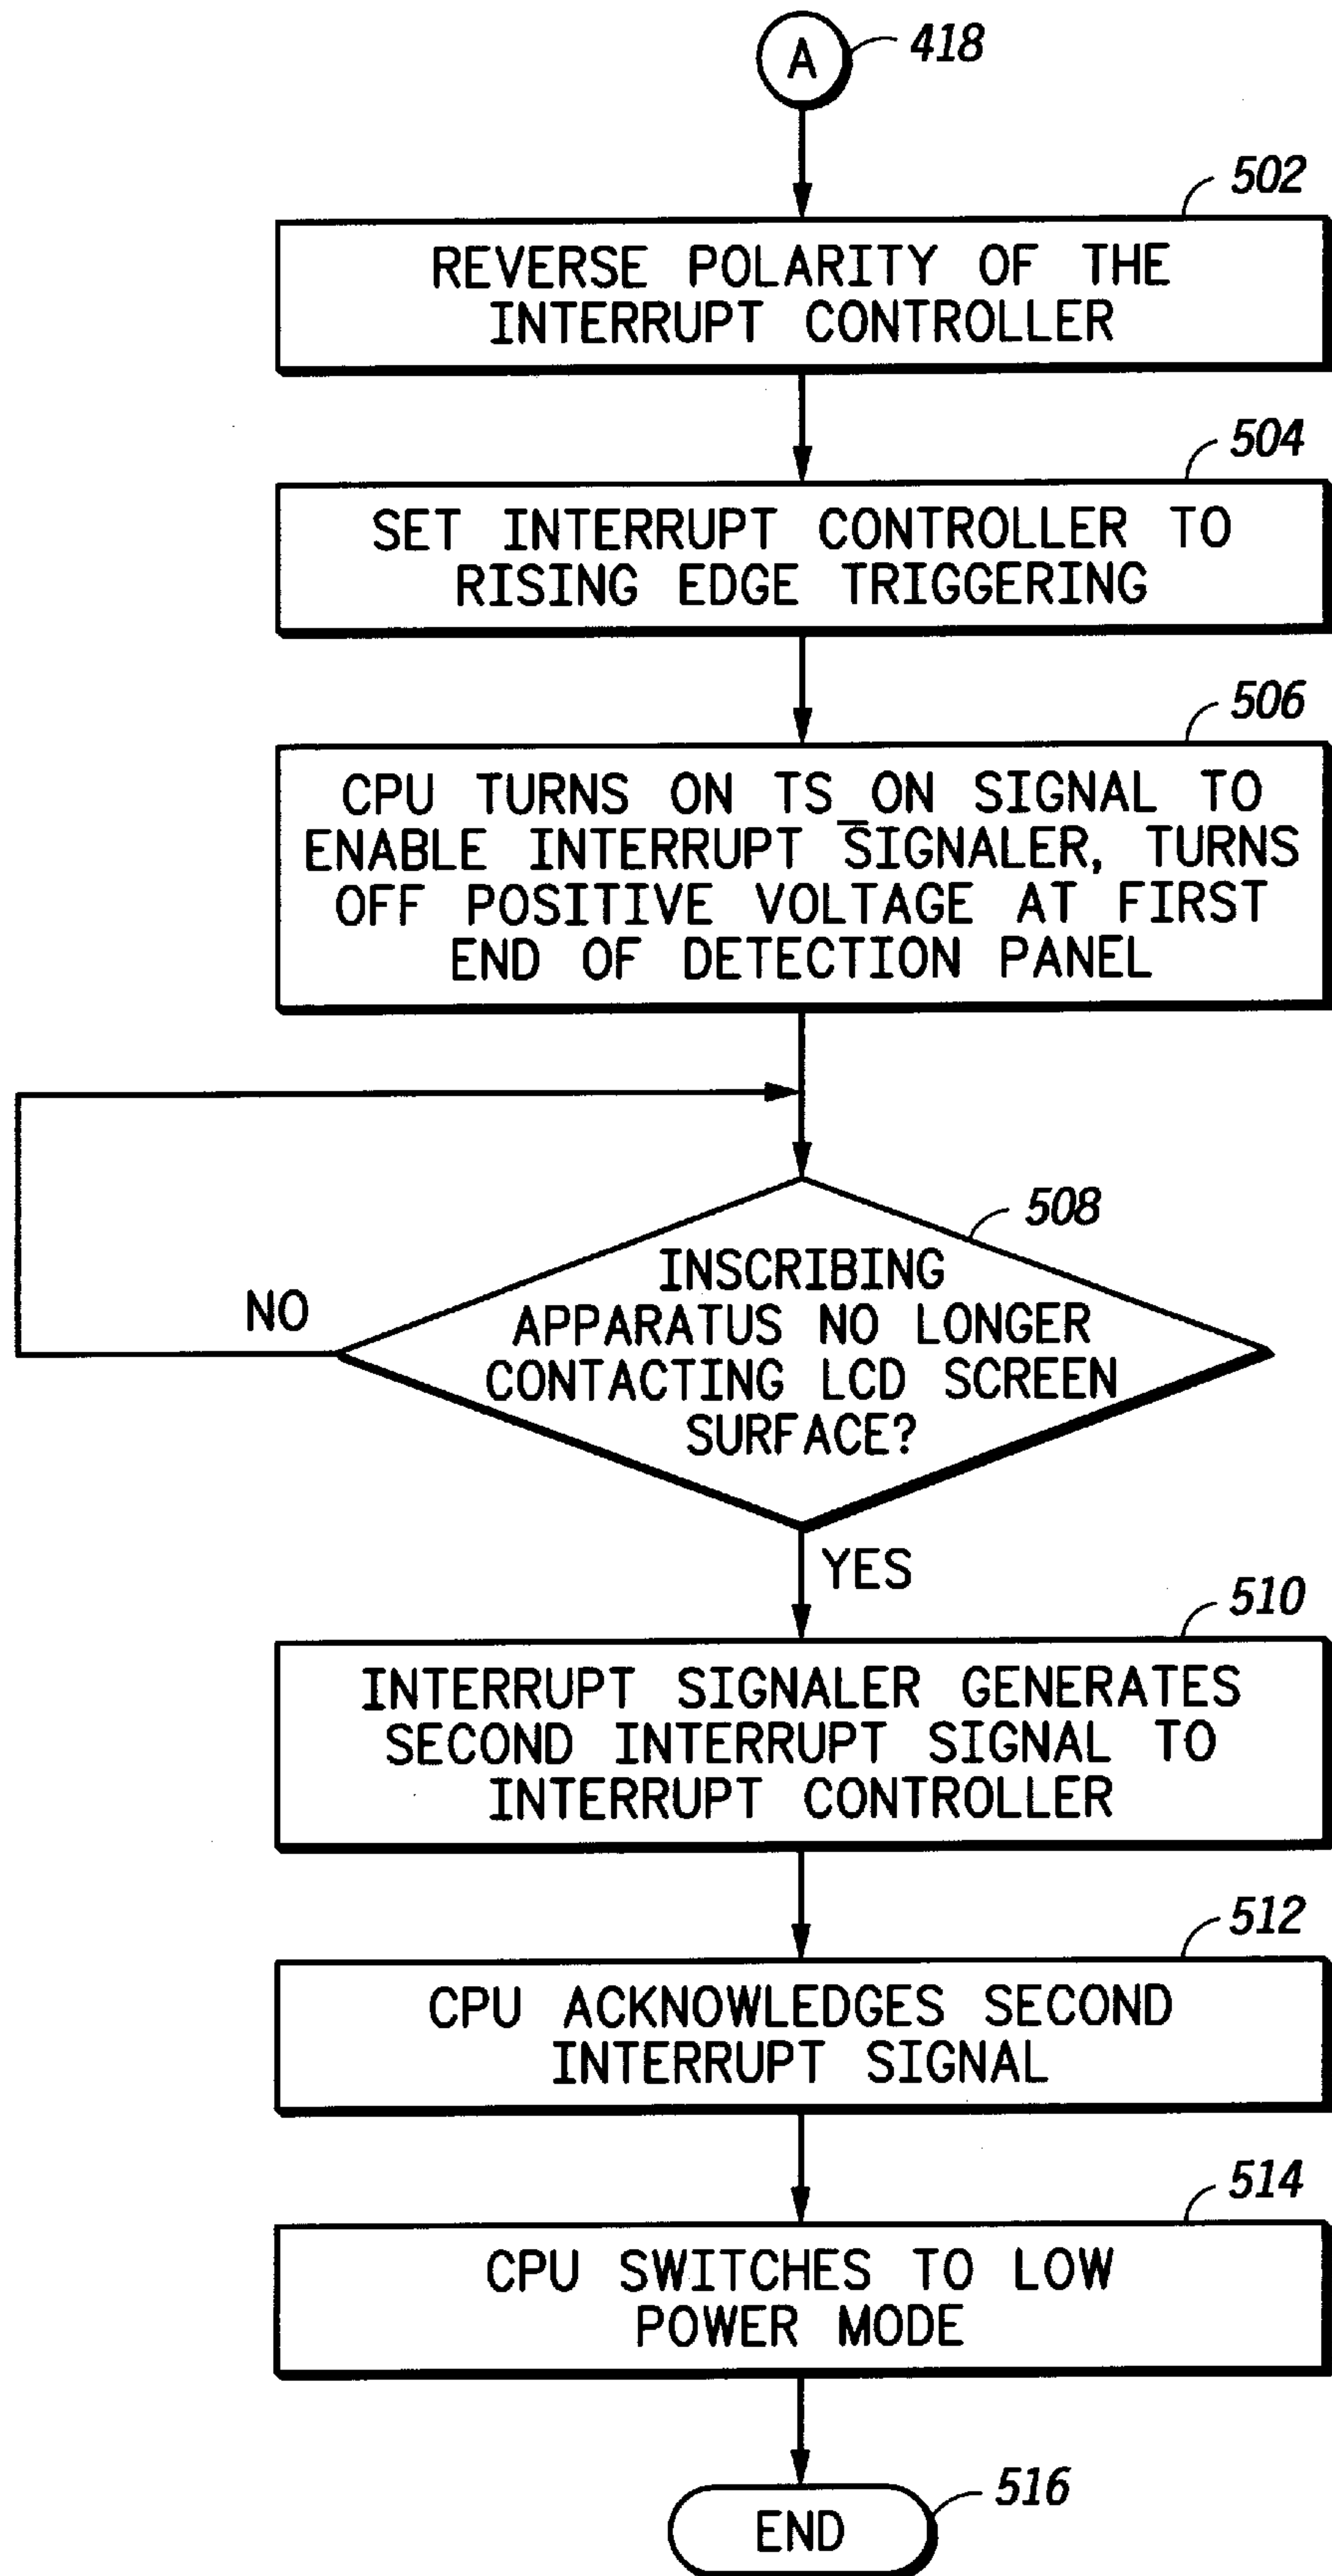 A
418
502
REVERSE POLARITY OF THE
INTERRUPT CONTROLLER
504
SET INTERRUPT CONTROLLER TO
RISING EDGE TRIGGERING
506
CPU TURNS ON TS_ON SIGNAL TO
ENABLE INTERRUPT SIGNALER, TURNS
OFF POSITIVE VOLTAGE AT FIRST
END OF DETECTION PANEL
508
INSCRIBING
APPARATUS NO LONGER
CONTACTING LCD SCREEN
SURFACE?
NO
YES
510
INTERRUPT SIGNALER GENERATES
SECOND INTERRUPT SIGNAL TO
INTERRUPT CONTROLLER
512
CPU ACKNOWLEDGES SECOND
INTERRUPT SIGNAL
514
CPU SWITCHES TO LOW
POWER MODE
END
516